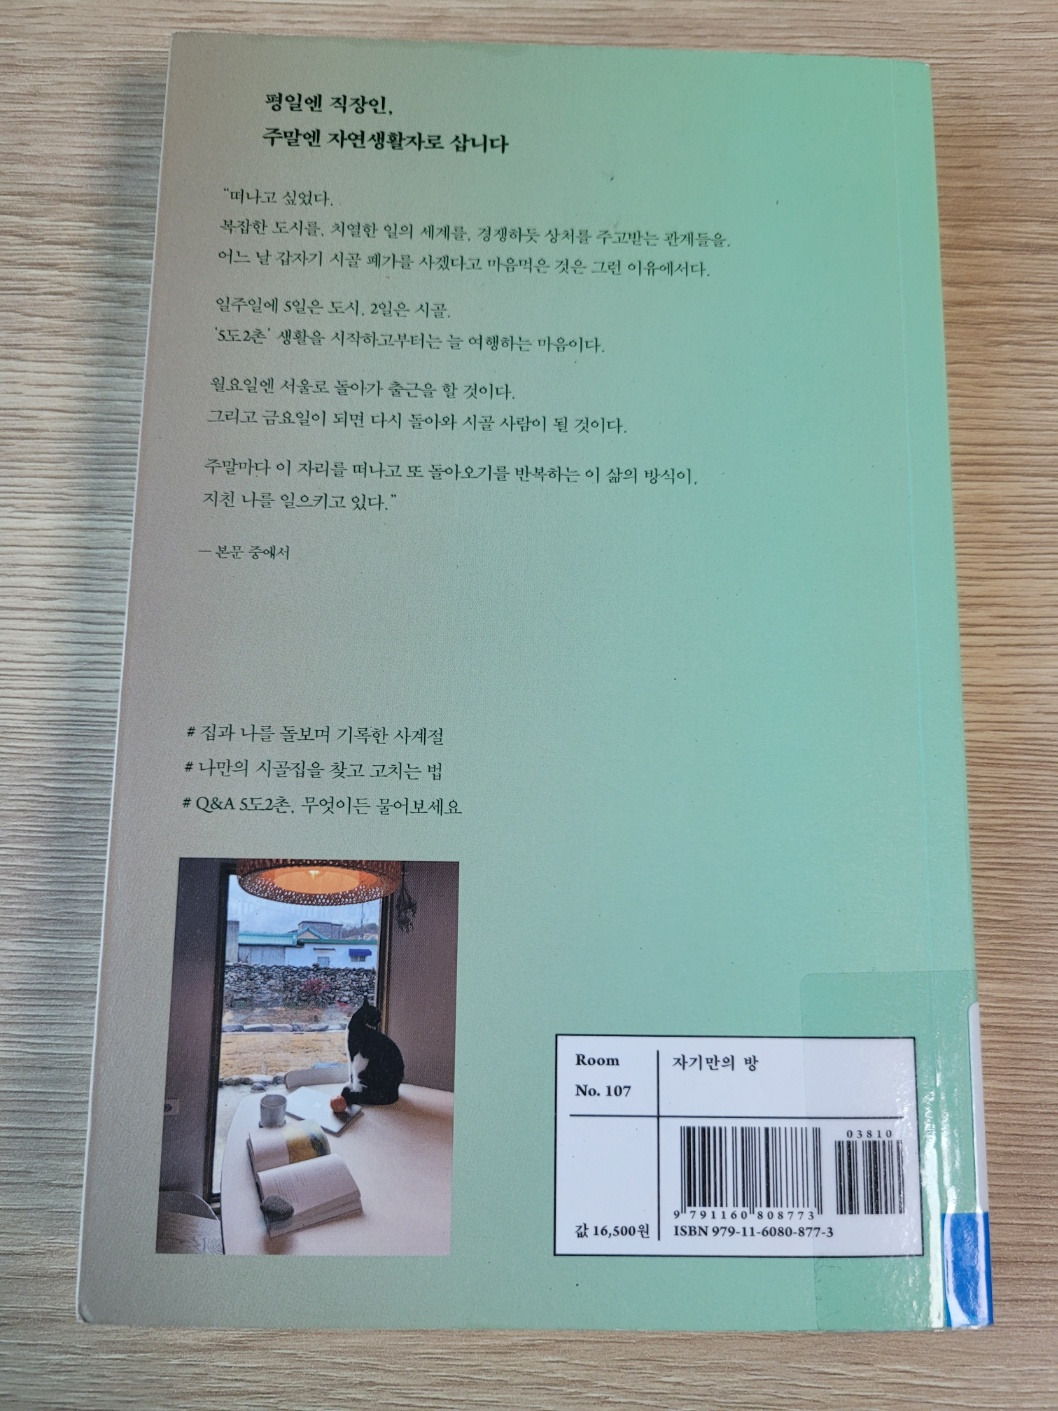 평일엔 직장인,
주말엔 자연생활자로 삽니다
“떠나고 싶었다.
복잡한 도시를, 치열한 일의 세계를, 경쟁하듯 상처를 주고받는 관계들을.
어느 날 갑자기 시골 폐가를 사겠다고 마음먹은 것은 그런 이유에서다.
일주일에 5일은 도시, 2일은 시골.
‘5도2촌’ 생활을 시작하고부터는 늘 여행하는 마음이다.
월요일엔 서울로 돌아가 출근을 할 것이다.
그리고 금요일이 되면 다시 돌아와 시골 사람이 될 것이다.
주말마다 이 자리를 떠나고 또 돌아오기를 반복하는 이 삶의 방식이,
지친 나를 일으키고 있다.”
— 본문 중에서
# 집과 나를 돌보며 기록한 사계절
# 나만의 시골집을 찾고 고치는 법
# Q&A 5도2촌, 무엇이든 물어보세요
Room
No. 107
자기만의 방
03810
9 791160 808773
값 16,500원
ISBN 979-11-6080-877-3